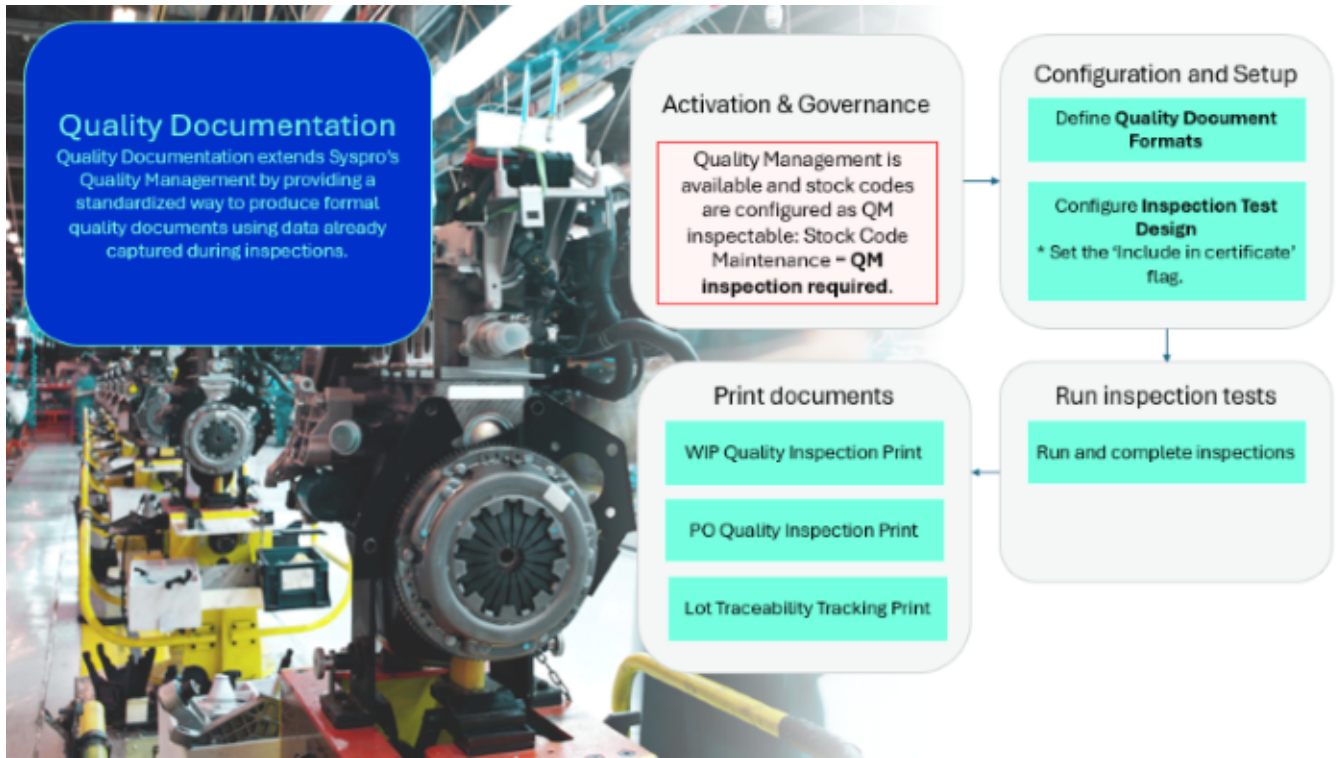 Quality Documentation
Quality Documentation extends Syspro's
Quality Management by providing a
standardized way to produce formal
quality documents using data already
captured during inspections.
Activation & Governance
Quality Management is
available and stock codes
are configured as QM
inspectable: Stock Code
Maintenance – QM
inspection required.
Configuration and Setup
Define Quality Document
Formats
Configure Inspection Test
Design
* Set the 'Include in certificate'
flag.
Run inspection tests
Run and complete inspections
Print documents
WIP Quality Inspection Print
PO Quality Inspection Print
Lot Traceability Tracking Print